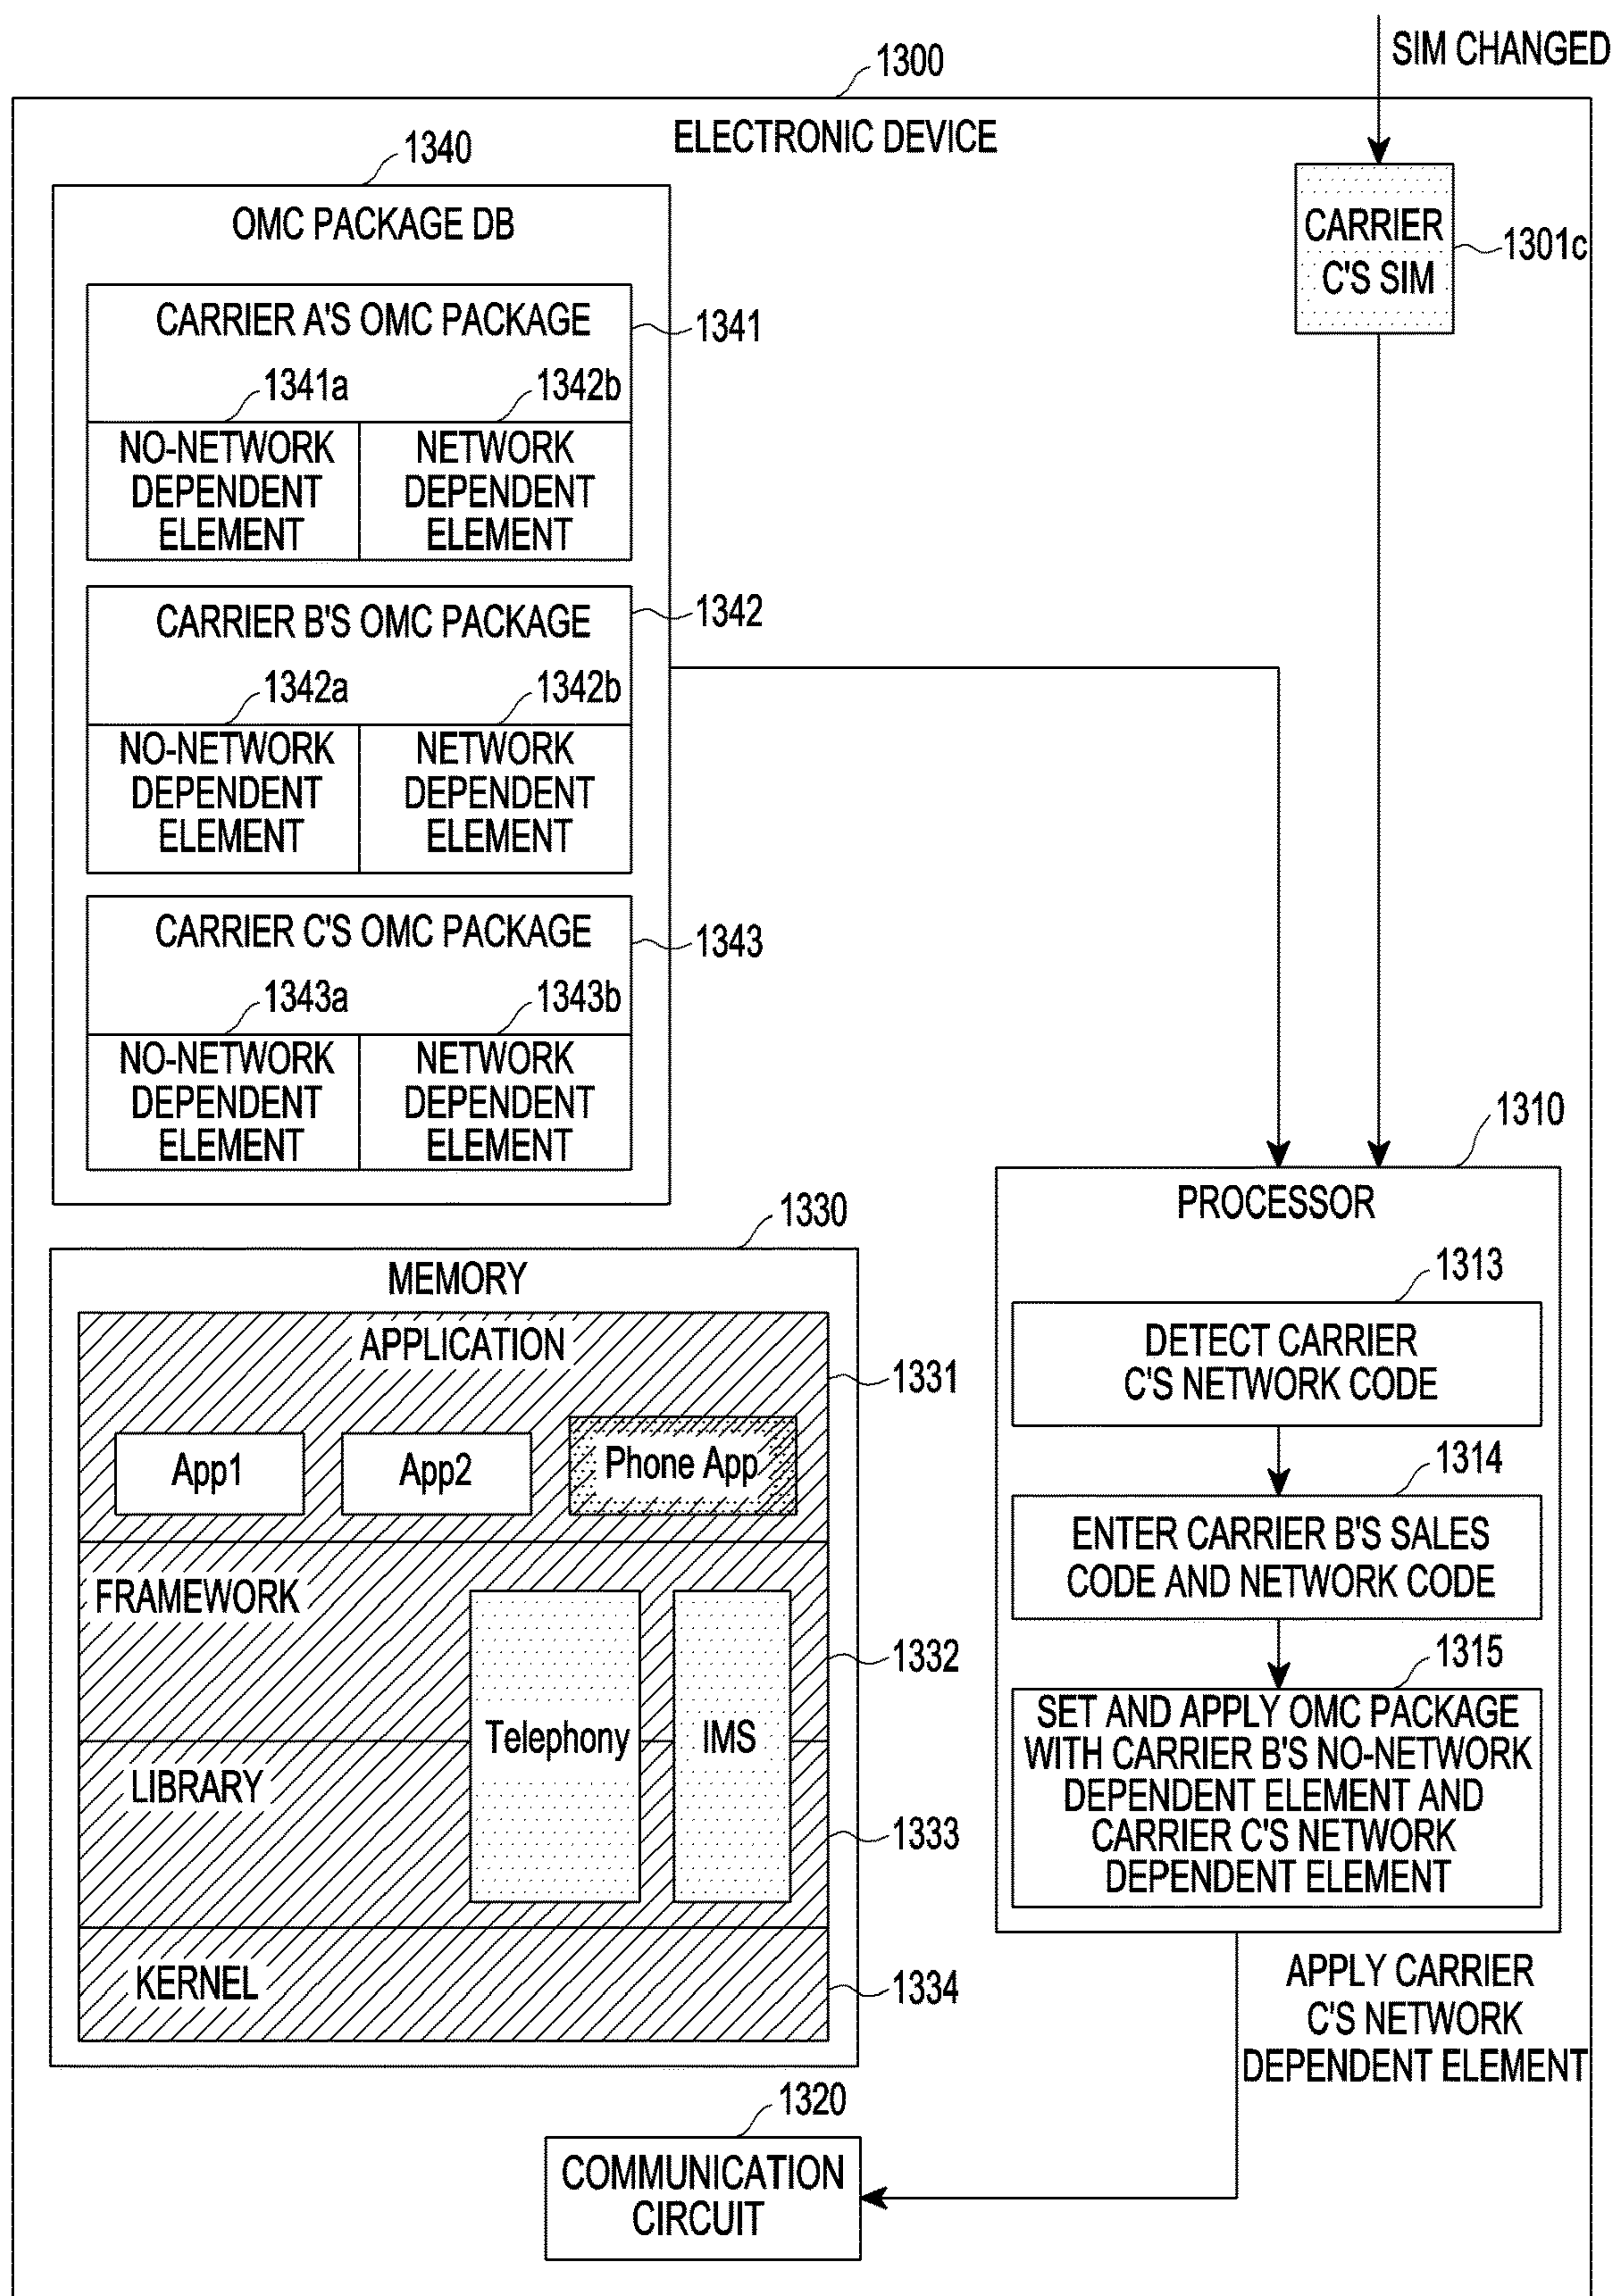 SIM CHANGED
1300
ELECTRONIC DEVICE
1340
OMC PACKAGE DB
CARRIER
C'S SIM
1301c
CARRIER A'S OMC PACKAGE
1341
1341a
1342b
NO-NETWORK
DEPENDENT
ELEMENT
NETWORK
DEPENDENT
ELEMENT
CARRIER B'S OMC PACKAGE
1342
1342a
1342b
NO-NETWORK
DEPENDENT
ELEMENT
NETWORK
DEPENDENT
ELEMENT
CARRIER C'S OMC PACKAGE
1343
1343a
1343b
NO-NETWORK
DEPENDENT
ELEMENT
NETWORK
DEPENDENT
ELEMENT
1330
MEMORY
APPLICATION
1331
App1
App2
Phone App
FRAMEWORK
1332
Telephony
IMS
LIBRARY
1333
KERNEL
1334
1310
PROCESSOR
1313
DETECT CARRIER
C'S NETWORK CODE
1314
ENTER CARRIER B'S SALES
CODE AND NETWORK CODE
1315
SET AND APPLY OMC PACKAGE
WITH CARRIER B'S NO-NETWORK
DEPENDENT ELEMENT AND
CARRIER C'S NETWORK
DEPENDENT ELEMENT
APPLY CARRIER
C'S NETWORK
DEPENDENT ELEMENT
1320
COMMUNICATION
CIRCUIT